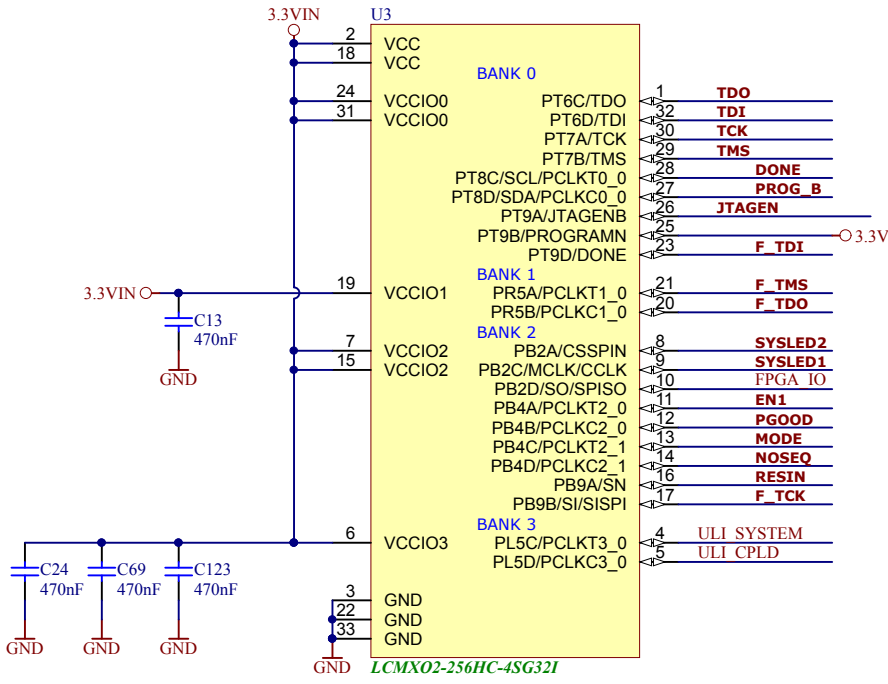 3.3VIN
U3
2 VCC
18 VCC
BANK 0
24 VCCIO0 PT6C/TDO 1 TDO
31 VCCIO0 PT6D/TDI 32 TDI
PT7A/TCK 30 TCK
PT7B/TMS 29 TMS
PT8C/SCL/PCLKT0_0 28 DONE
PT8D/SDA/PCLKC0_0 27 PROG_B
PT9A/JTAGENB 26 JTAGEN
PT9B/PROGRAMN 25 3.3V
PT9D/DONE 23 F_TDI
BANK 1
3.3VIN 19 VCCIO1 PR5A/PCLKT1_0 21 F_TMS
PR5B/PCLKC1_0 20 F_TDO
C13
470nF
GND
BANK 2
7 VCCIO2 PB2A/CSSPIN 8 SYSLED2
15 VCCIO2 PB2C/MCLK/CCLK 9 SYSLED1
PB2D/SO/SPISO 10 FPGA_IO
PB4A/PCLKT2_0 11 EN1
PB4B/PCLKC2_0 12 PGOOD
PB4C/PCLKT2_1 13 MODE
PB4D/PCLKC2_1 14 NOSEQ
PB9A/SN 16 RESIN
PB9B/SI/SISPI 17 F_TCK
BANK 3
6 VCCIO3 PL5C/PCLKT3_0 4 ULI_SYSTEM
PL5D/PCLKC3_0 5 ULI_CPLD
C24 C69 C123
470nF 470nF 470nF
GND GND GND
3 GND
22 GND
33 GND
GND
LCMXO2-256HC-4SG32I